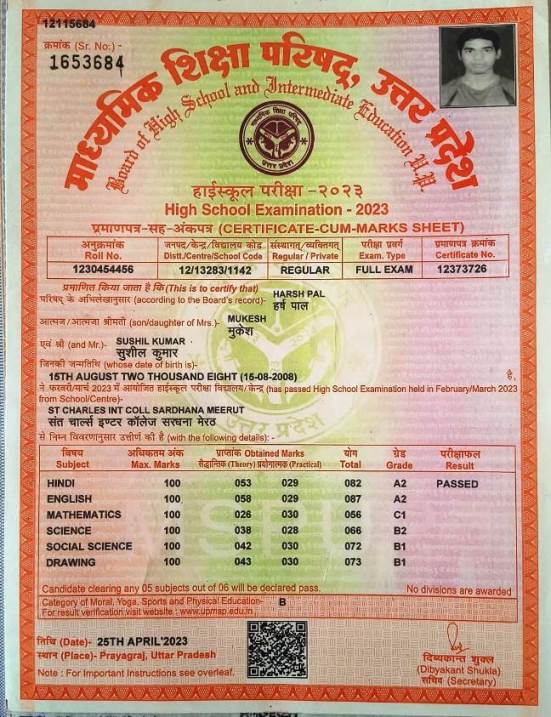 12115684
क्रमांक (Sr. No.) -
1653684
माध्यमिक शिक्षा परिषद्, उत्तर प्रदेश
Board of High School and Intermediate Education U.P.
माध्यमिक शिक्षा परिषद
उत्तर प्रदेश
हाईस्कूल परीक्षा -२०२३
High School Examination - 2023
प्रमाणपत्र-सह-अंकपत्र (CERTIFICATE-CUM-MARKS SHEET)
अनुक्रमांक जनपद/केन्द्र/विद्यालय कोड संस्थागत/व्यक्तिगत परीक्षा प्रवर्ग प्रमाणपत्र क्रमांक
Roll No. Distt./Centre/School Code Regular / Private Exam. Type Certificate No.
1230454456 12/13283/1142 REGULAR FULL EXAM 12373726
प्रमाणित किया जाता है कि (This is to certify that) HARSH PAL
परिषद् के अभिलेखानुसार (according to the Board's record)- हर्ष पाल
आत्मज/आत्मजा श्रीमती (son/daughter of Mrs.)- MUKESH
मुकेश
एवं श्री (and Mr.)- SUSHIL KUMAR
सुशील कुमार
जिनकी जन्मतिथि (whose date of birth is)-
15TH AUGUST TWO THOUSAND EIGHT (15-08-2008) है,
ने फरवरी/मार्च 2023 में आयोजित हाईस्कूल परीक्षा विद्यालय/केन्द्र (has passed High School Examination held in February/March 2023
from School/Centre)-
ST CHARLES INT COLL SARDHANA MEERUT
संत चार्ल्स इण्टर कॉलेज सरधना मेरठ
से निम्न विवरणानुसार उत्तीर्ण की है (with the following details): -
विषय अधिकतम अंक प्राप्तांक Obtained Marks योग ग्रेड परीक्षाफल
Subject Max. Marks सैद्धान्तिक (Theory) प्रयोगात्मक (Practical) Total Grade Result
HINDI 100 053 029 082 A2 PASSED
ENGLISH 100 058 029 087 A2
MATHEMATICS 100 026 030 056 C1
SCIENCE 100 038 028 066 B2
SOCIAL SCIENCE 100 042 030 072 B1
DRAWING 100 043 030 073 B1
Candidate clearing any 05 subjects out of 06 will be declared pass. No divisions are awarded
Category of Moral, Yoga, Sports and Physical Education- B
For result verification visit website : www.upmsp.edu.in
तिथि (Date)- 25TH APRIL'2023
स्थान (Place)- Prayagraj, Uttar Pradesh
Note : For Important Instructions see overleaf.
दिव्यकान्त शुक्ल
(Dibyakant Shukla)
सचिव (Secretary)